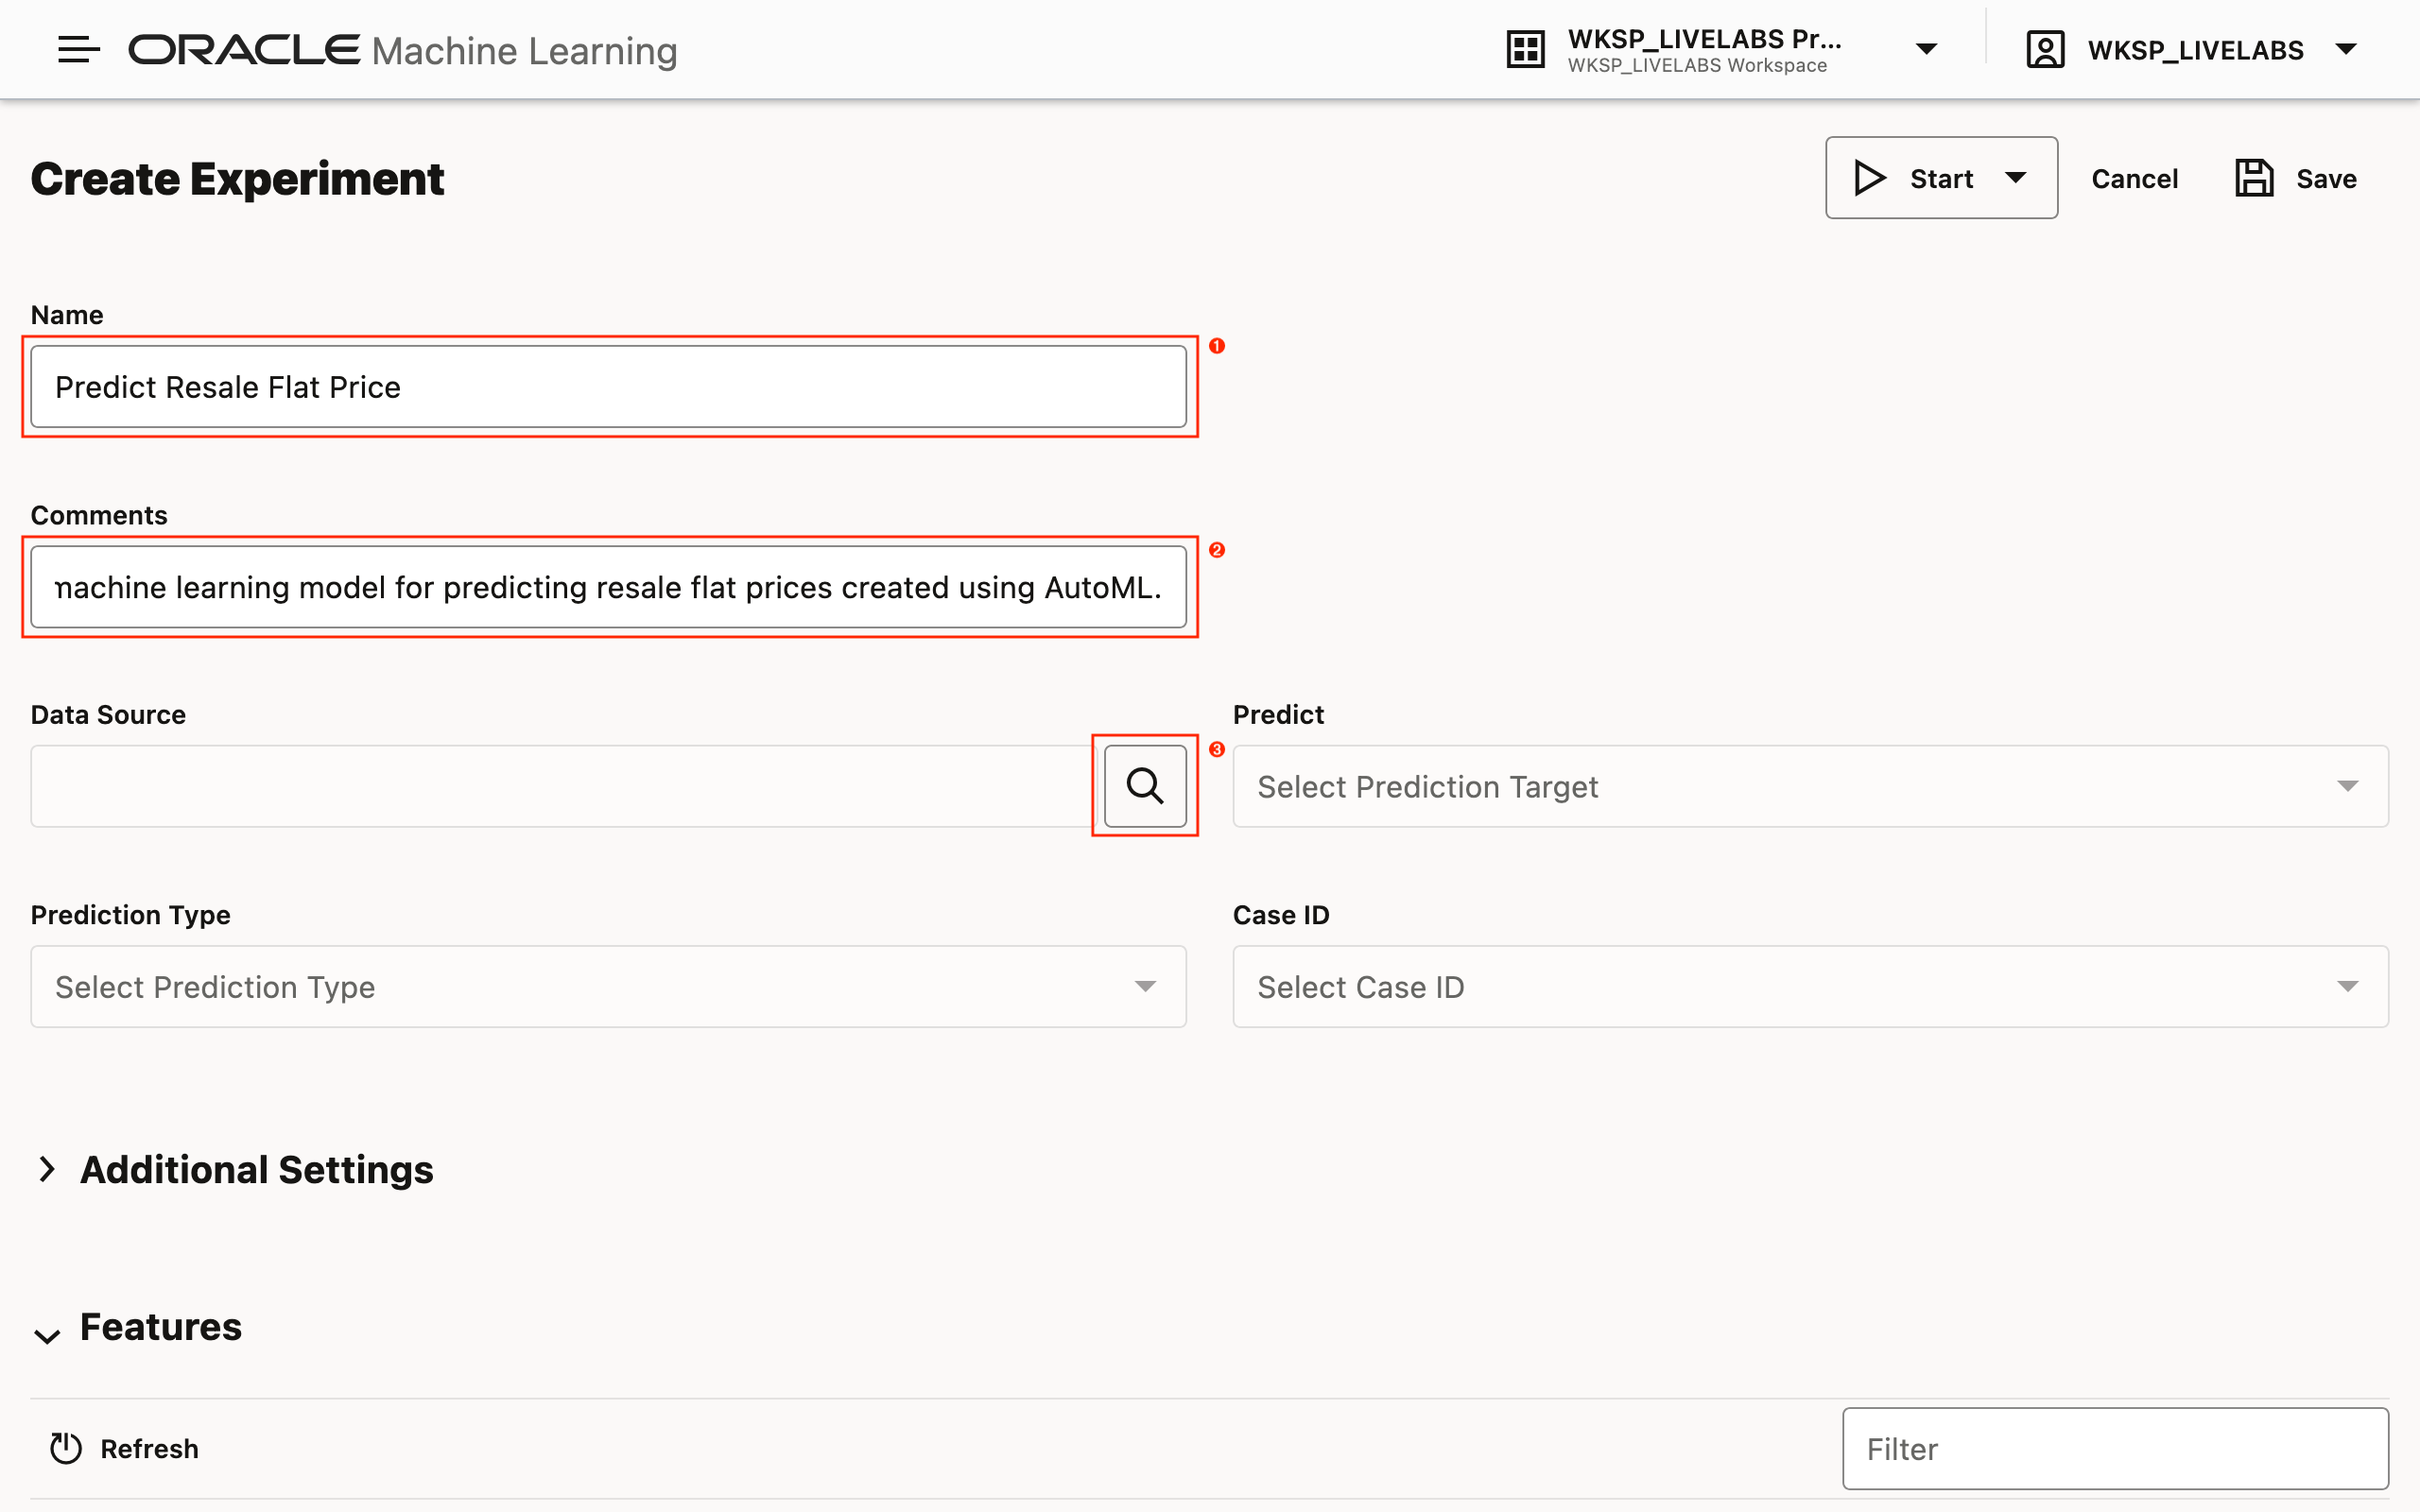 ORACLE Machine Learning
WKSP_LIVELABS Pr...
WKSP_LIVELABS Workspace
WKSP_LIVELABS
Create Experiment
Start
Cancel
Save
Name
1
Predict Resale Flat Price
Comments
2
machine learning model for predicting resale flat prices created using AutoML.
Data Source
3
Predict
Select Prediction Target
Prediction Type
Select Prediction Type
Case ID
Select Case ID
Additional Settings
Features
Refresh
Filter